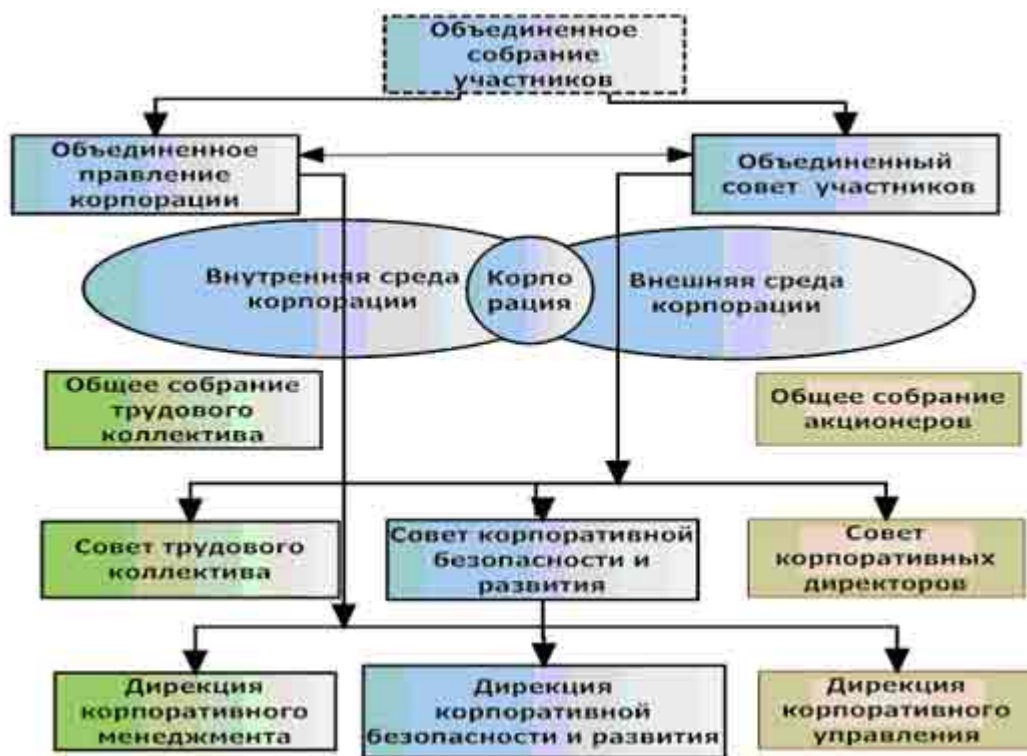 Объединенное
собрание
участников
Объединенное
правление
корпорации
Объединенный
совет участников
Внутренняя среда
корпорации
Корпо
рация
Внешняя среда
корпорации
Общее собрание
трудового
коллектива
Общее собрание
акционеров
Совет трудового
коллектива
Совет корпоративной
безопасности и
развития
Совет
корпоративных
директоров
Дирекция
корпоративного
менеджмента
Дирекция
корпоративной
безопасности и развития
Дирекция
корпоративного
управления